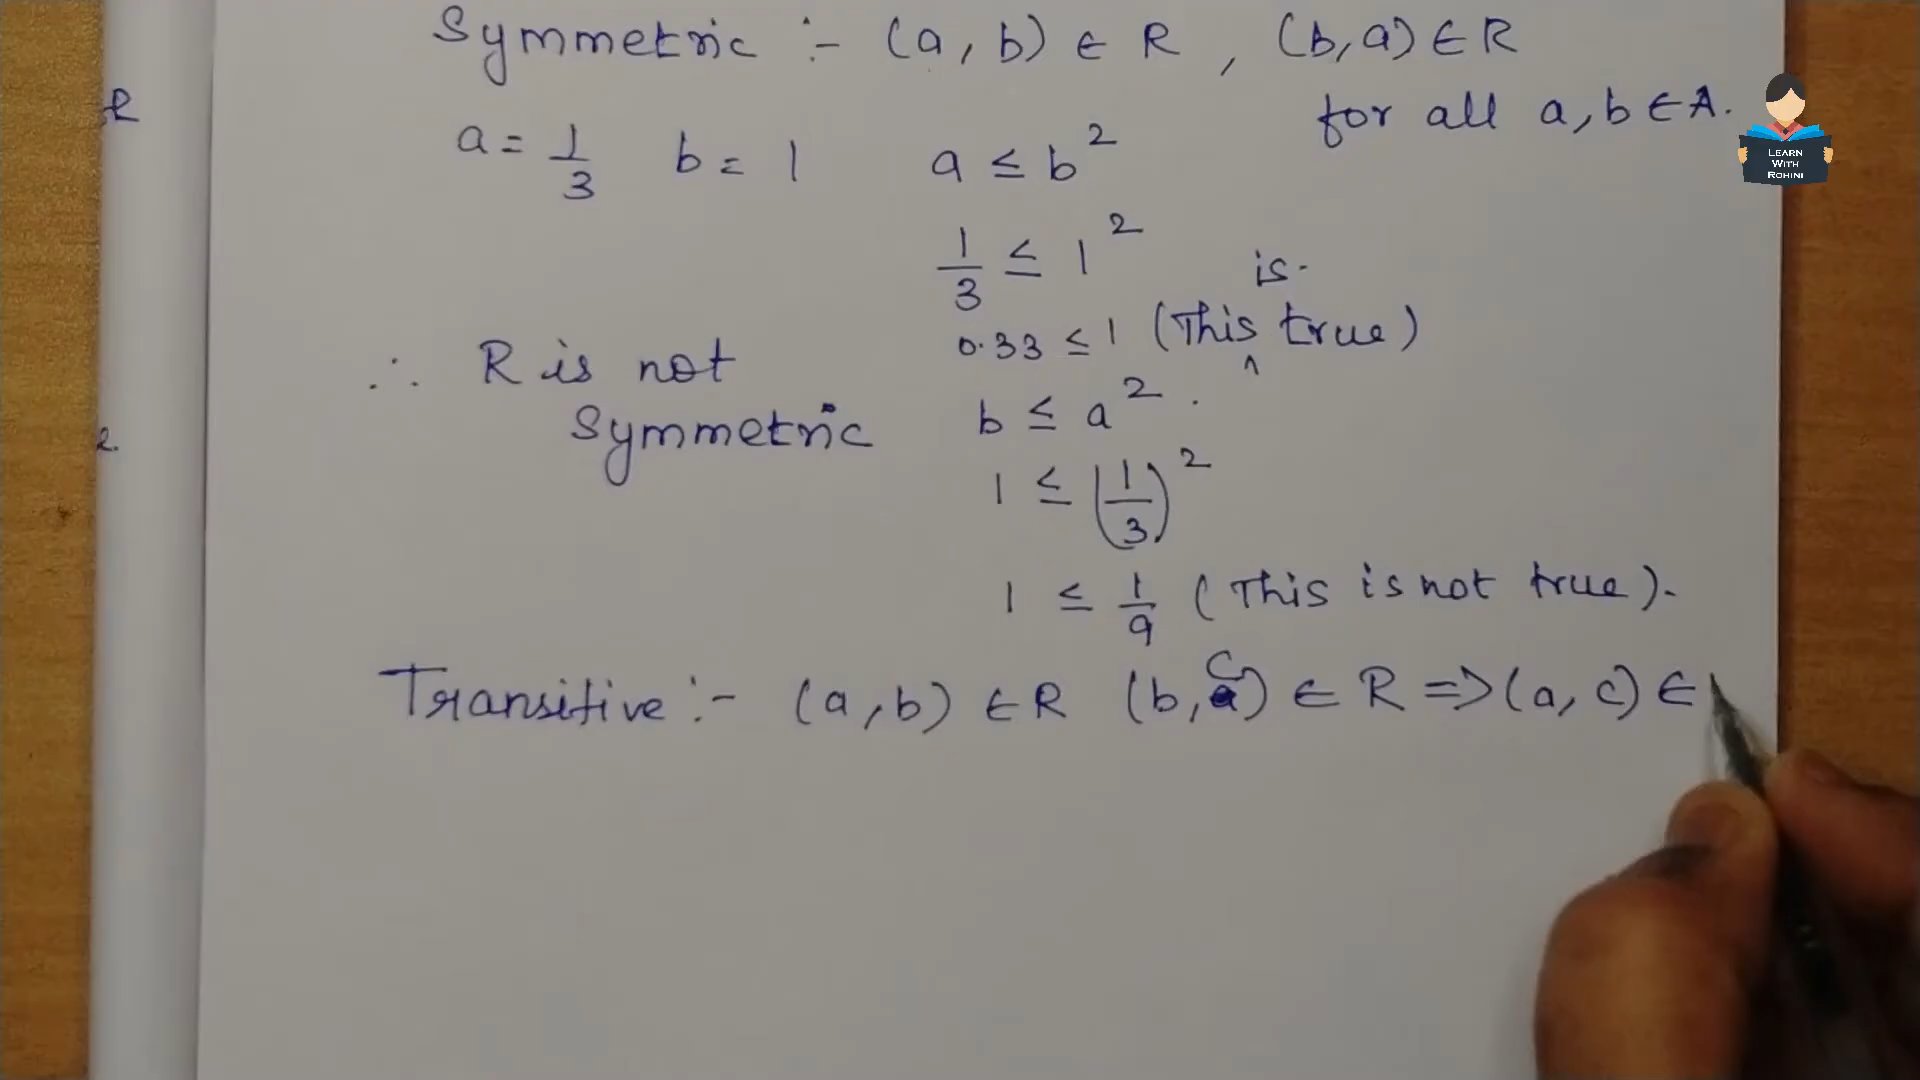 Symmetric :- (a, b) ∈ R , (b, a) ∈ R
for all a, b ∈ A.
R
a = 1/3 b = 1 a ≤ b²
LEARN
WITH
ROHINI
1/3 ≤ 1²
is.
0.33 ≤ 1 (This ^ true)
∴ R is not
Symmetric
b ≤ a².
2.
1 ≤ (1/3)²
1 ≤ 1/9 (This is not true).
Transitive :- (a, b) ∈ R (b, c) ∈ R => (a, c) ∈